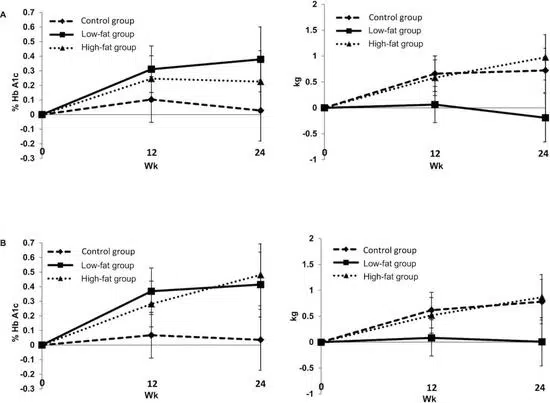 A
Control group
Low-fat group
High-fat group
% Hb A1c
0.7
0.6
0.5
0.4
0.3
0.2
0.1
0
-0.1
-0.2
-0.3
0
12
24
Wk
Control group
Low-fat group
High-fat group
kg
2
1.5
1
0.5
0
-0.5
-1
0
12
24
Wk
B
Control group
Low-fat group
High-fat group
% Hb A1c
0.7
0.6
0.5
0.4
0.3
0.2
0.1
0
-0.1
-0.2
-0.3
0
12
24
Wk
Control group
Low-fat group
High-fat group
kg
2
1.5
1
0.5
0
-0.5
-1
0
12
24
Wk